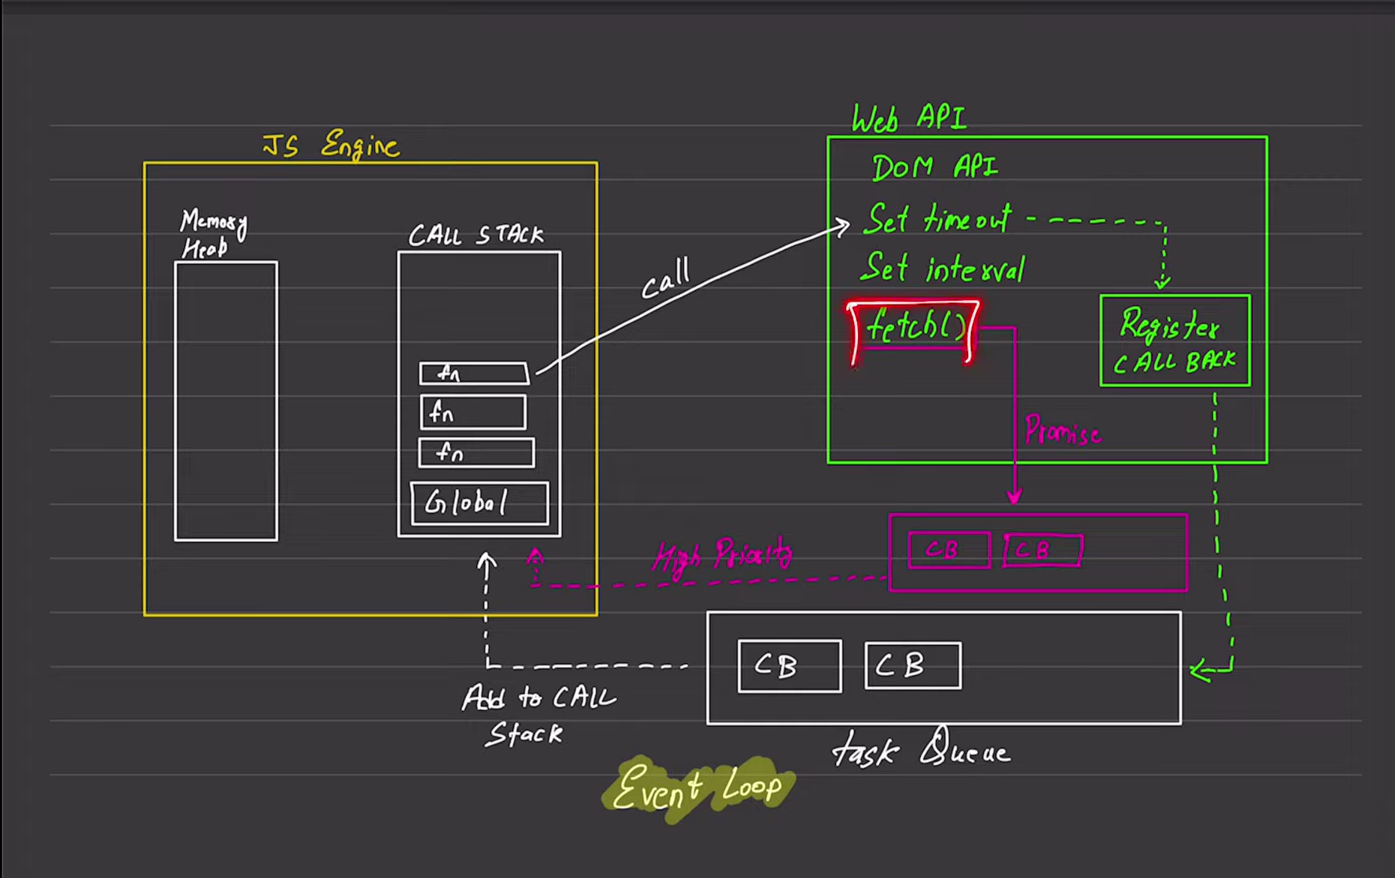 JS Engine
Memory
Heap
CALL STACK
fn
fn
fn
Global
call
Web API
DOM API
Set timeout
Set interval
fetch()
Register
CALL BACK
Promise
High Priority
CB CB
CB CB
Add to CALL
Stack
task Queue
Event Loop